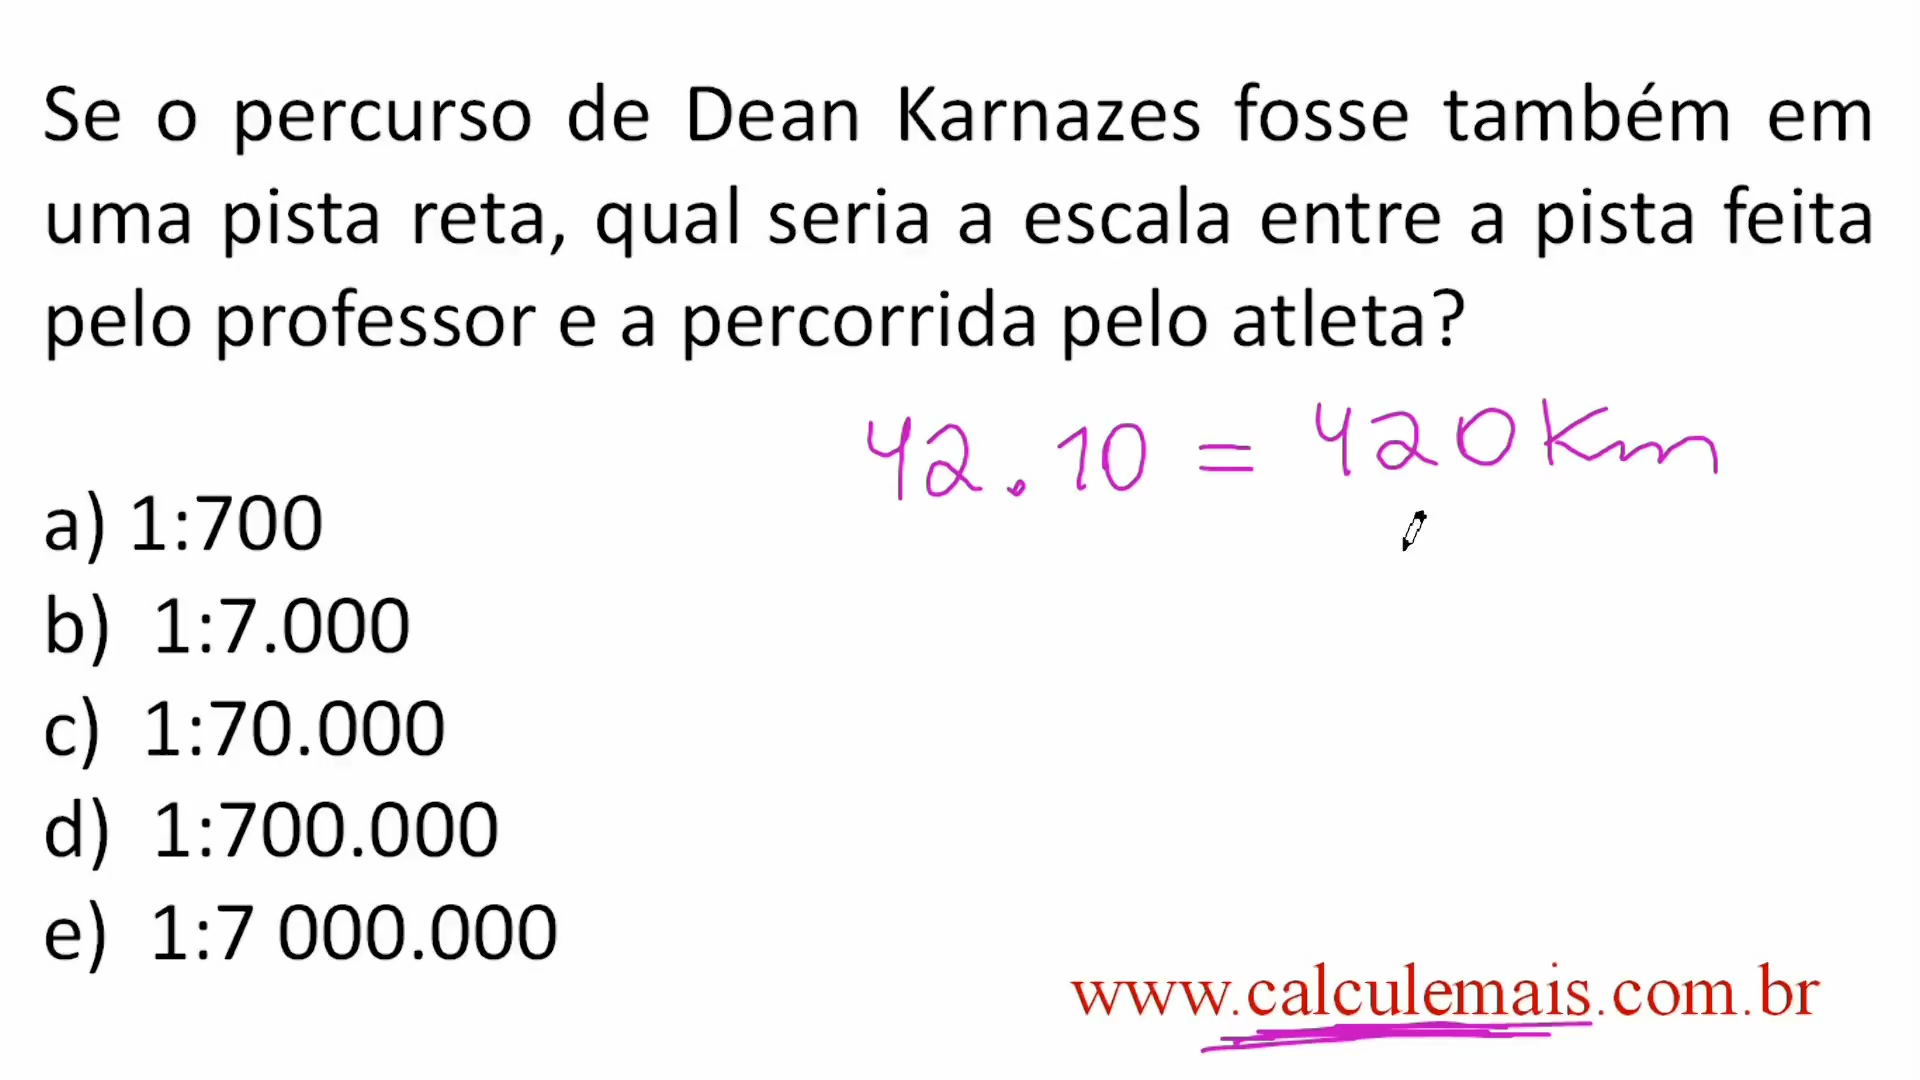 Se o percurso de Dean Karnazes fosse também em
uma pista reta, qual seria a escala entre a pista feita
pelo professor e a percorrida pelo atleta?
42.10 = 420 Km
a) 1:700
b) 1:7.000
c) 1:70.000
d) 1:700.000
e) 1:7 000.000
www.calculemais.com.br